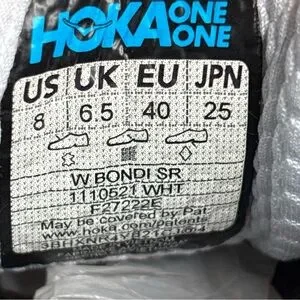 HOKA ONE ONE
US UK EU JPN
8 6.5 40 25
W BONDI SR
1110521 WHT
F27222E
May be covered by Pat
www.hoka.com/patents